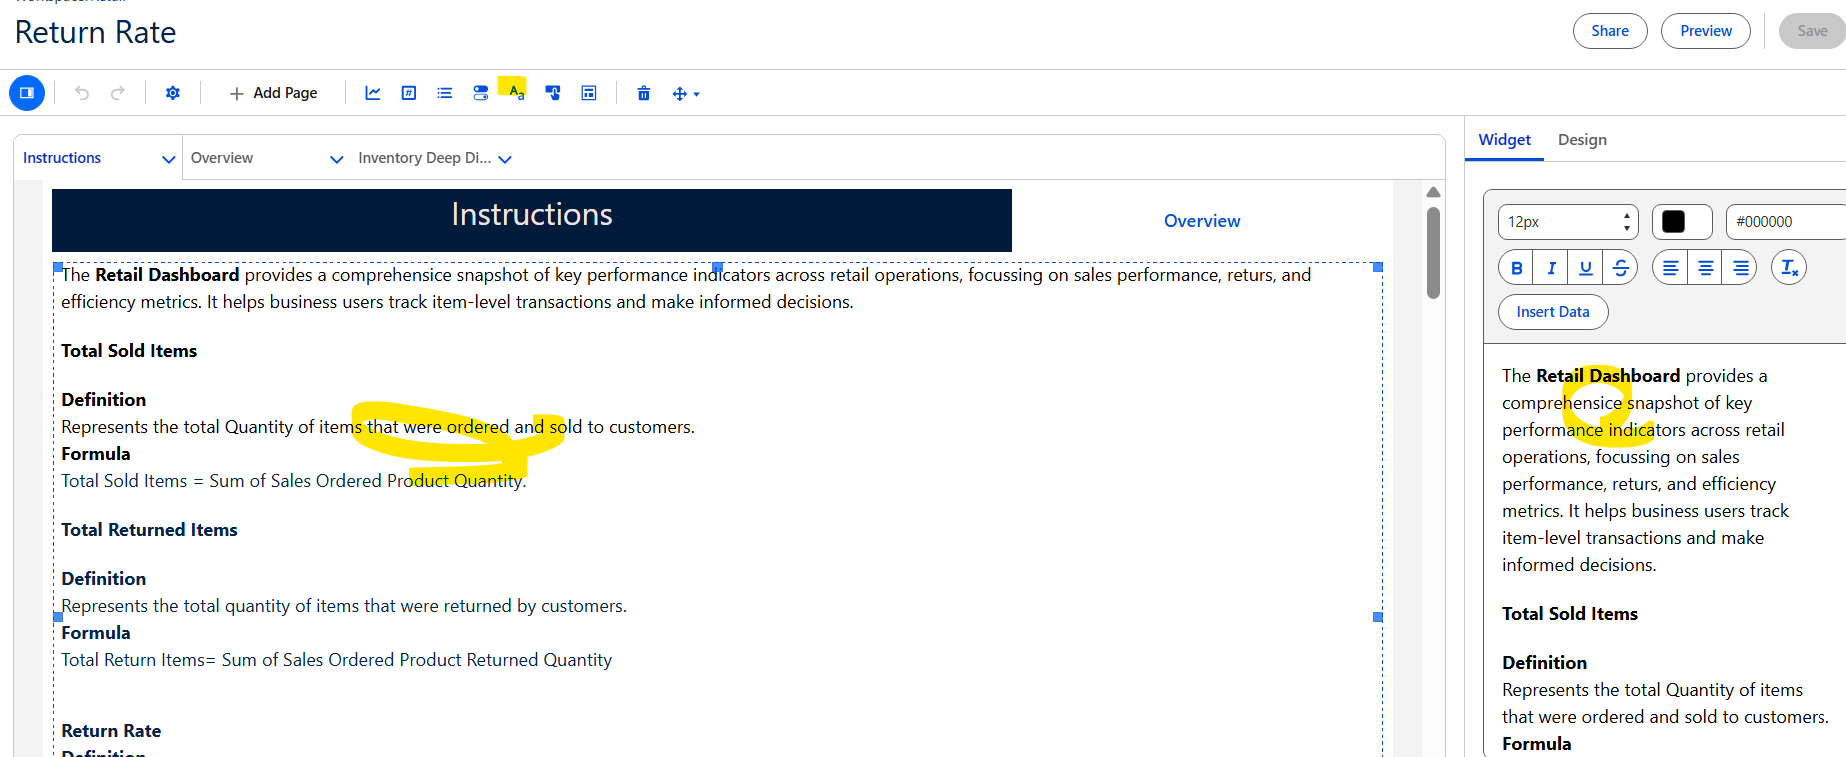 Return Rate
Share
Preview
Save
Add Page
Aa
Instructions
Overview
Inventory Deep Di...
Widget
Design
Instructions
Overview
The Retail Dashboard provides a comprehensice snapshot of key performance indicators across retail operations, focussing on sales performance, returs, and
efficiency metrics. It helps business users track item-level transactions and make informed decisions.
Total Sold Items
Definition
Represents the total Quantity of items that were ordered and sold to customers.
Formula
Total Sold Items = Sum of Sales Ordered Product Quantity.
Total Returned Items
Definition
Represents the total quantity of items that were returned by customers.
Formula
Total Return Items= Sum of Sales Ordered Product Returned Quantity
Return Rate
Definition
12px
#000000
B I U S
Insert Data
The Retail Dashboard provides a
comprehensice snapshot of key
performance indicators across retail
operations, focussing on sales
performance, returs, and efficiency
metrics. It helps business users track
item-level transactions and make
informed decisions.
Total Sold Items
Definition
Represents the total Quantity of items
that were ordered and sold to customers.
Formula